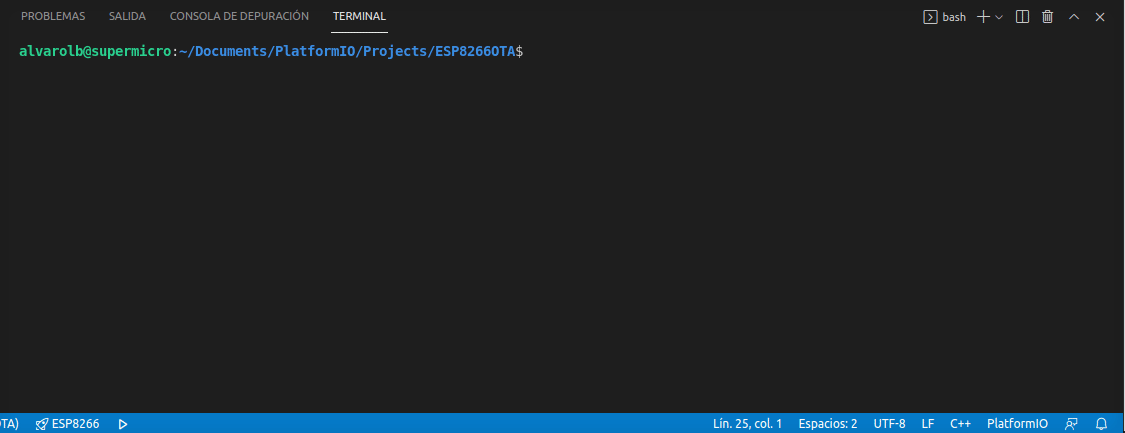 PROBLEMAS SALIDA CONSOLA DE DEPURACIÓN TERMINAL bash
alvarolb@supermicro:~/Documents/PlatformIO/Projects/ESP8266OTA$
OTA) ESP8266 Lín. 25, col. 1 Espacios: 2 UTF-8 LF C++ PlatformIO